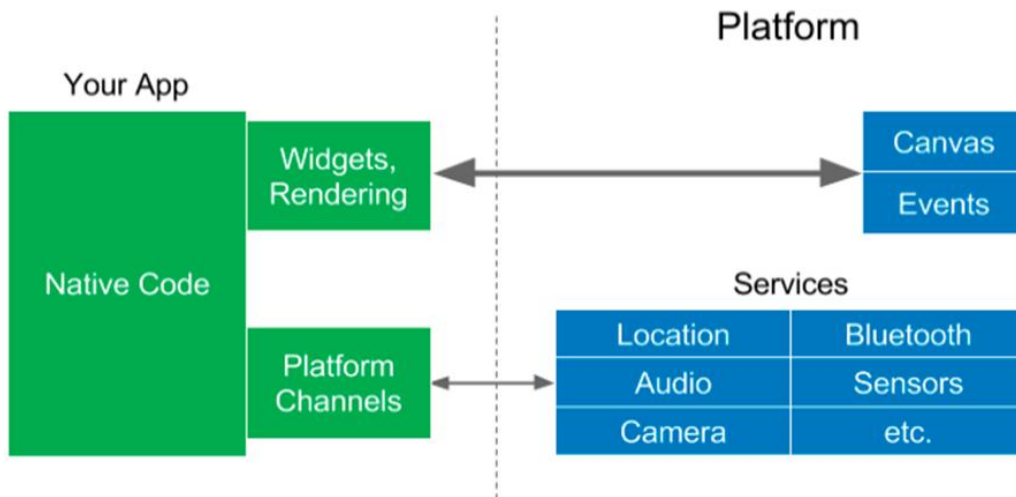 Platform
Your App
Widgets,
Rendering
Canvas
Events
Native Code
Services
Platform
Channels
Location
Bluetooth
Audio
Sensors
Camera
etc.